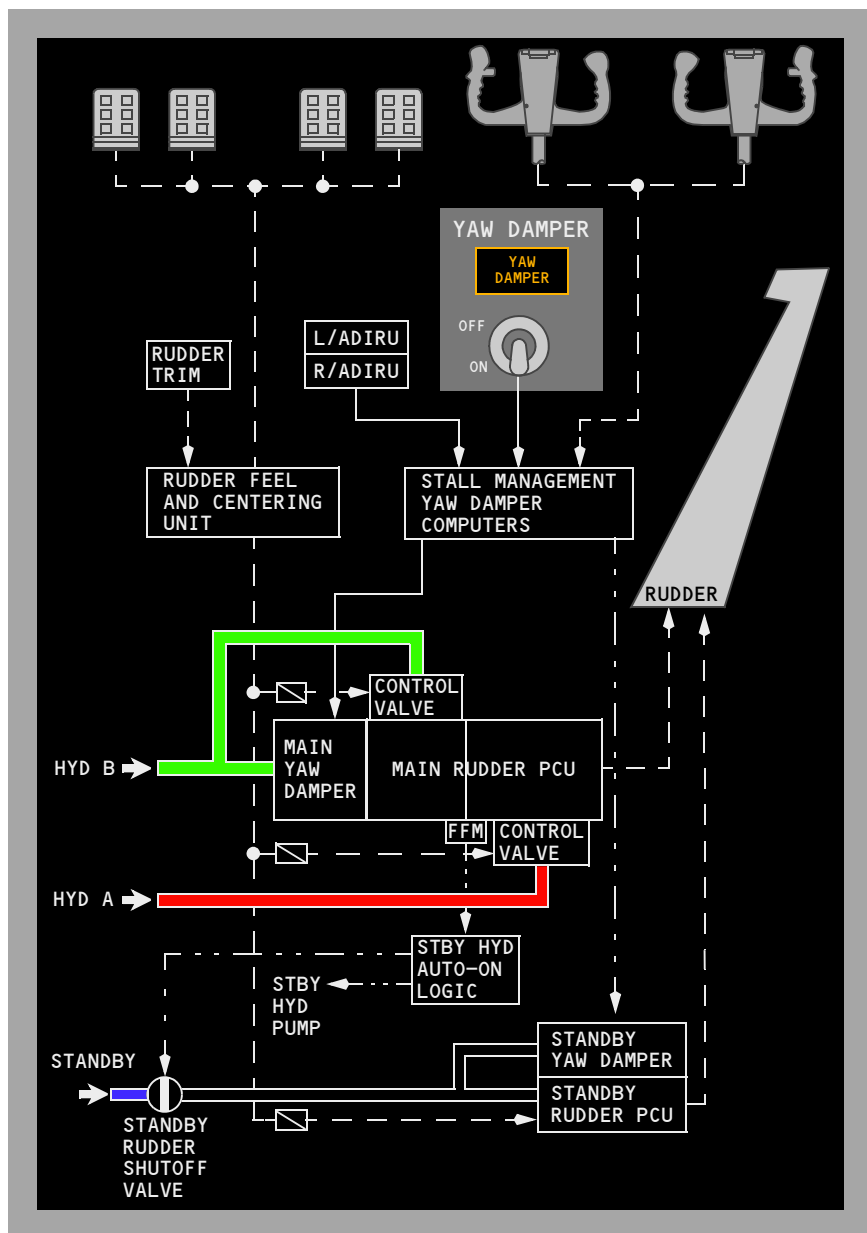 YAW DAMPER
YAW
DAMPER
OFF
ON
L/ADIRU
R/ADIRU
RUDDER
TRIM
RUDDER FEEL
AND CENTERING
UNIT
STALL MANAGEMENT
YAW DAMPER
COMPUTERS
RUDDER
CONTROL
VALVE
MAIN
YAW
DAMPER
MAIN RUDDER PCU
HYD B
FFM
CONTROL
VALVE
HYD A
STBY HYD
AUTO-ON
LOGIC
STBY
HYD
PUMP
STANDBY
YAW DAMPER
STANDBY
RUDDER PCU
STANDBY
STANDBY
RUDDER
SHUTOFF
VALVE